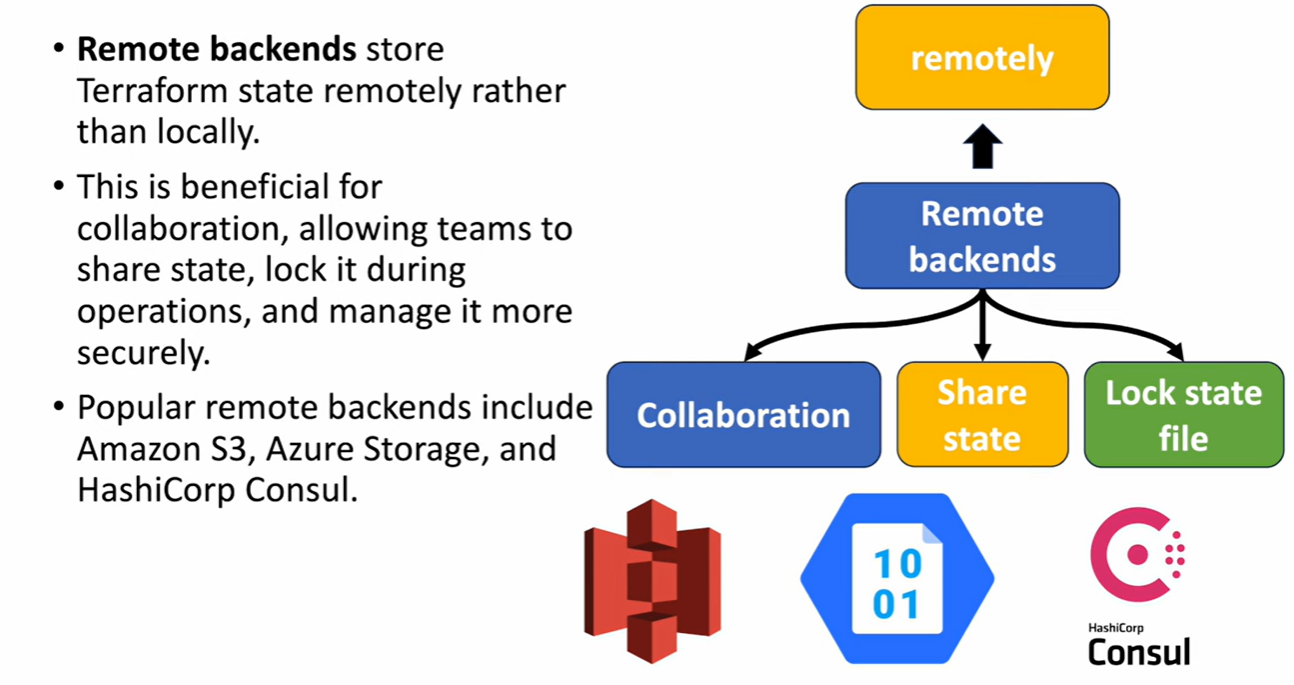 • Remote backends store
Terraform state remotely rather
than locally.
• This is beneficial for
collaboration, allowing teams to
share state, lock it during
operations, and manage it more
securely.
• Popular remote backends include
Amazon S3, Azure Storage, and
HashiCorp Consul.
remotely
Remote
backends
Collaboration
Share
state
Lock state
file
10
01
HashiCorp
Consul